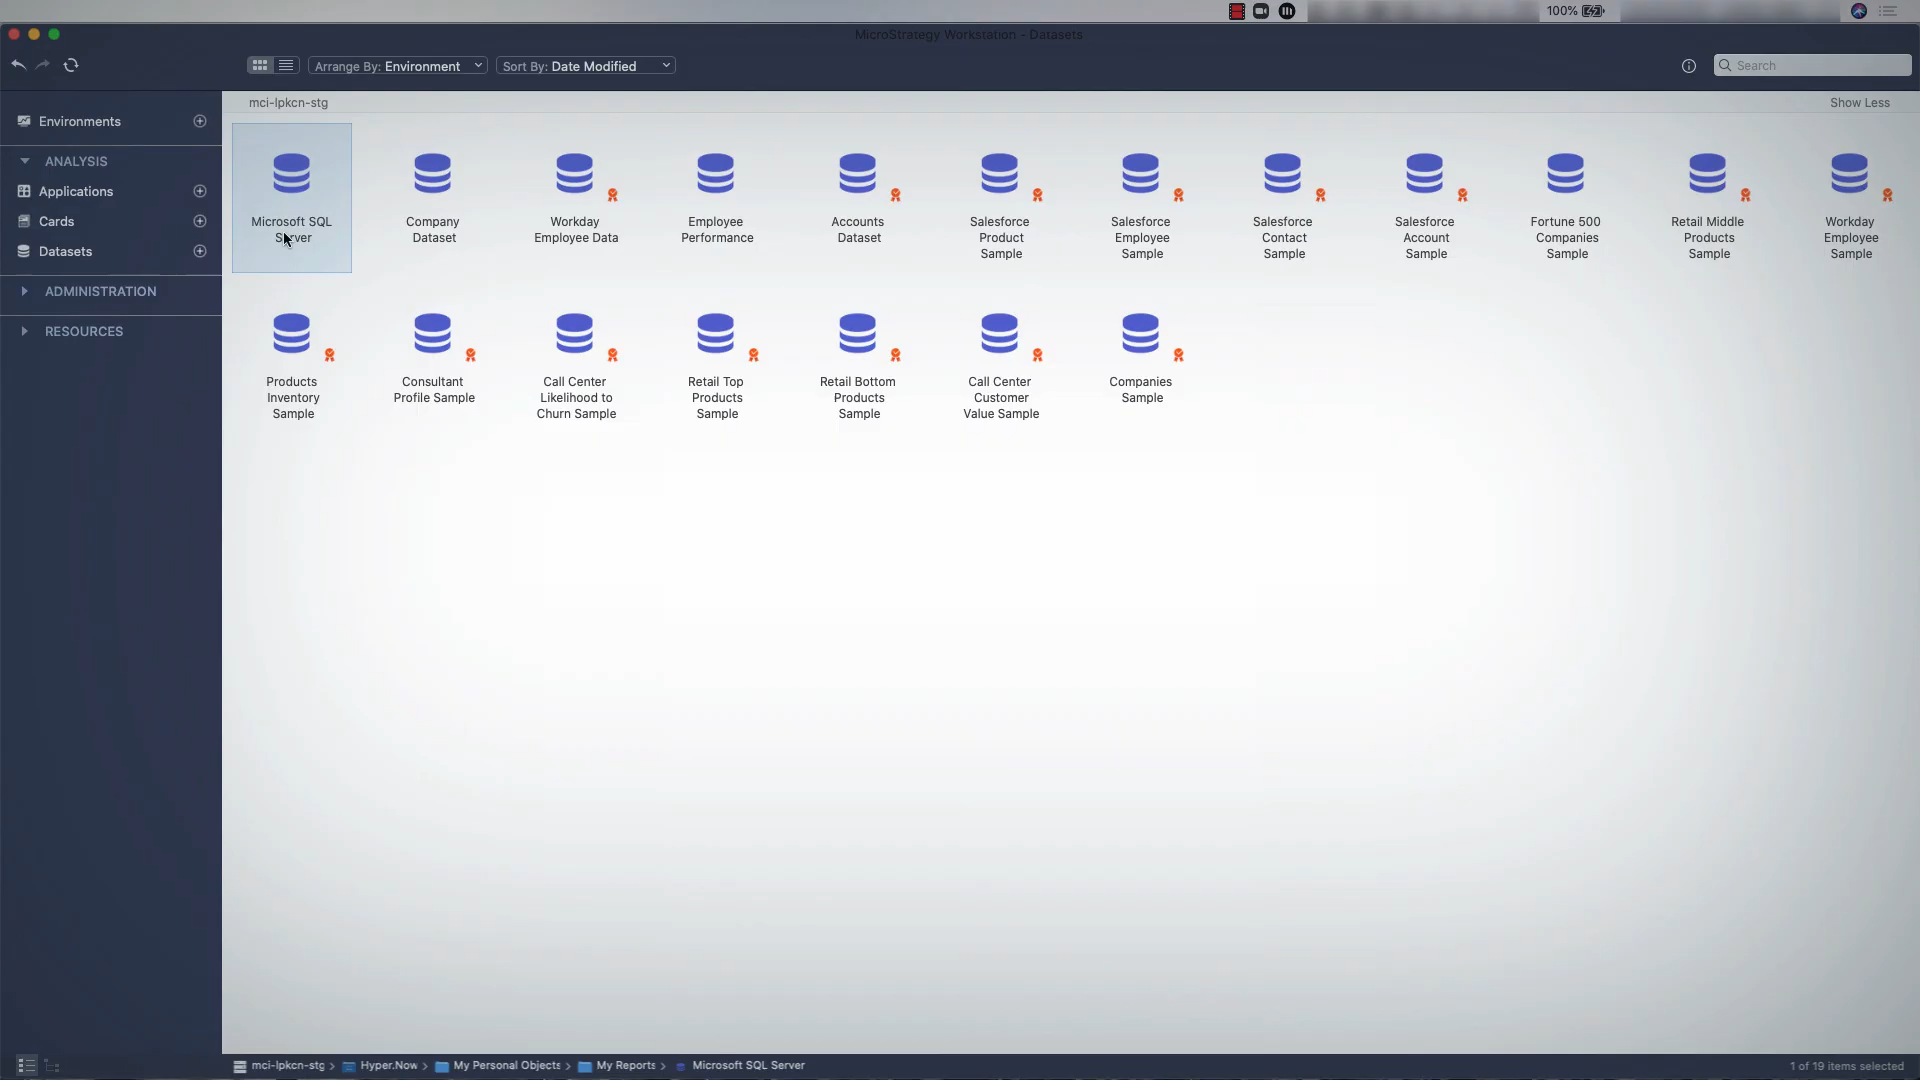 100%
MicroStrategy Workstation - Datasets
Arrange By: Environment
Sort By: Date Modified
Search
mci-lpkcn-stg
Show Less
Environments
ANALYSIS
Applications
Cards
Datasets
ADMINISTRATION
RESOURCES
Microsoft SQL
Server
Company
Dataset
Workday
Employee Data
Employee
Performance
Accounts
Dataset
Salesforce
Product
Sample
Salesforce
Employee
Sample
Salesforce
Contact
Sample
Salesforce
Account
Sample
Fortune 500
Companies
Sample
Retail Middle
Products
Sample
Workday
Employee
Sample
Products
Inventory
Sample
Consultant
Profile Sample
Call Center
Likelihood to
Churn Sample
Retail Top
Products
Sample
Retail Bottom
Products
Sample
Call Center
Customer
Value Sample
Companies
Sample
mci-lpkcn-stg > Hyper.Now > My Personal Objects > My Reports > Microsoft SQL Server
1 of 19 items selected